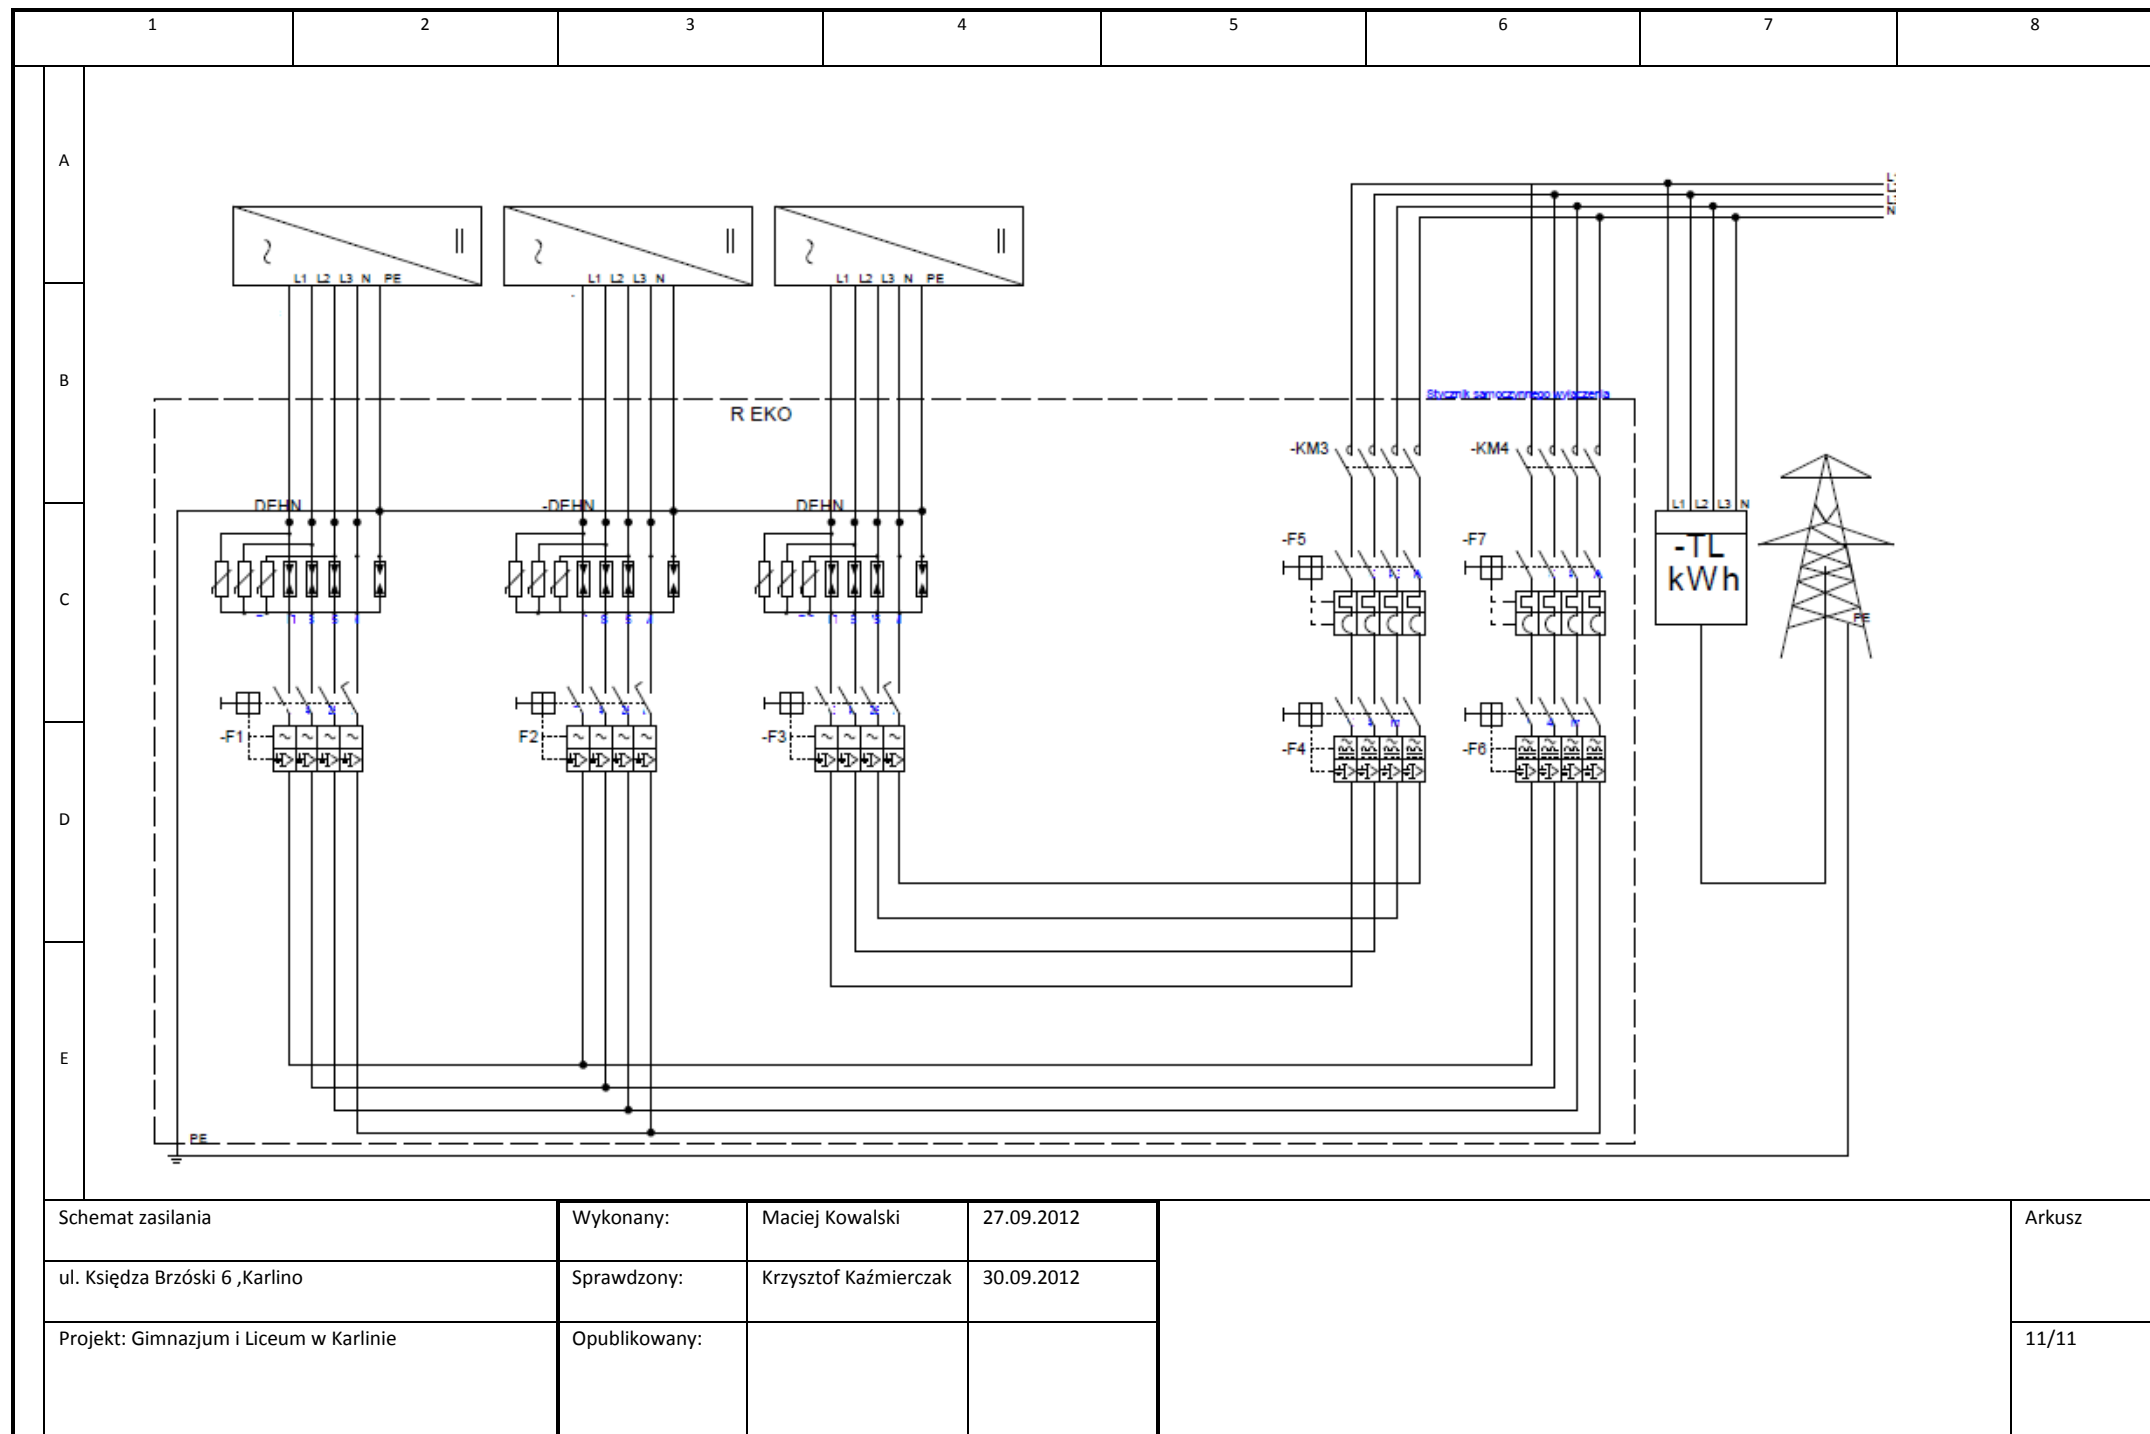 1 2 3 4 5 6 7 8
A
B
C
D
E
L1 L2 L3 N PE
L1 L2 L3 N
L1 L2 L3 N PE
N
R EKO
Stycznik samoczynnego wyłączenia
-KM3
-KM4
DEHN
-DEHN
DEHN
-F5
-F7
L1 L2 L3 N
-TL
kWh
PE
-F1
F2
-F3
-F4
-F6
PE
Schemat zasilania
ul. Księdza Brzóski 6 ,Karlino
Projekt: Gimnazjum i Liceum w Karlinie
Wykonany: Maciej Kowalski 27.09.2012
Sprawdzony: Krzysztof Kaźmierczak 30.09.2012
Opublikowany:
Arkusz
11/11